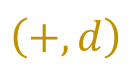 (+, d)